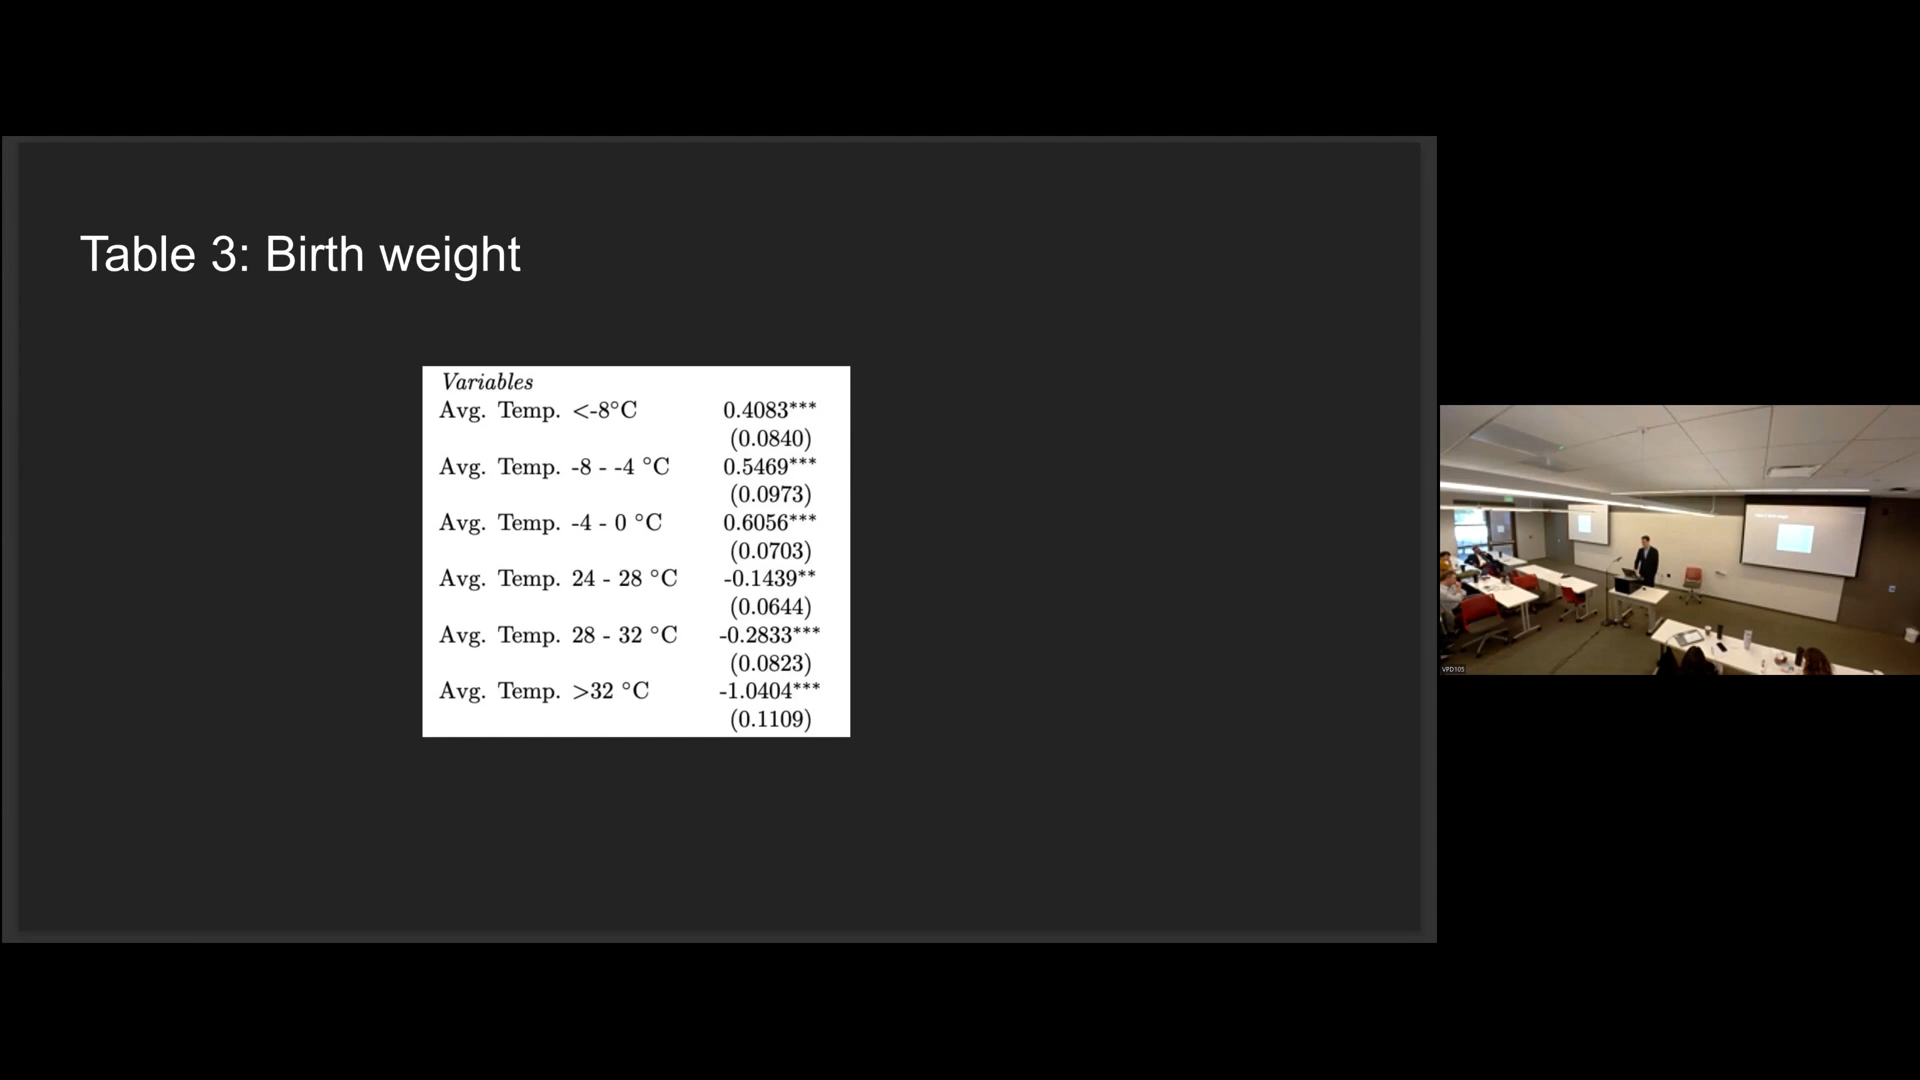 Table 3: Birth weight
Variables
Avg. Temp. <-8°C 0.4083***
(0.0840)
Avg. Temp. -8 - -4 °C 0.5469***
(0.0973)
Avg. Temp. -4 - 0 °C 0.6056***
(0.0703)
Avg. Temp. 24 - 28 °C -0.1439**
(0.0644)
Avg. Temp. 28 - 32 °C -0.2833***
(0.0823)
Avg. Temp. >32 °C -1.0404***
(0.1109)
VPD105